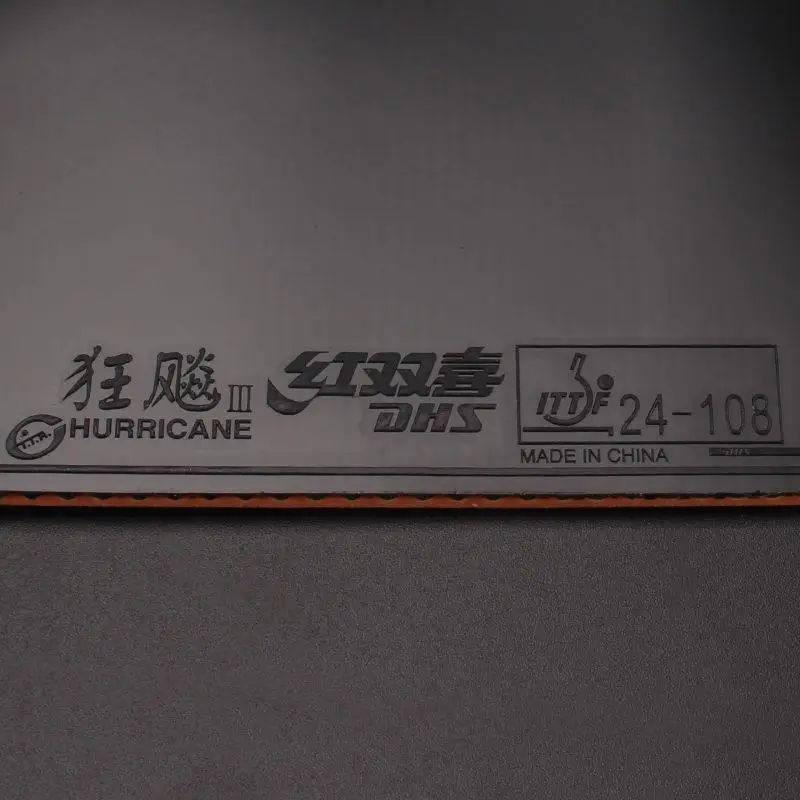 狂飚III
HURRICANE
红双喜
DHS
ITTF 24-108
MADE IN CHINA